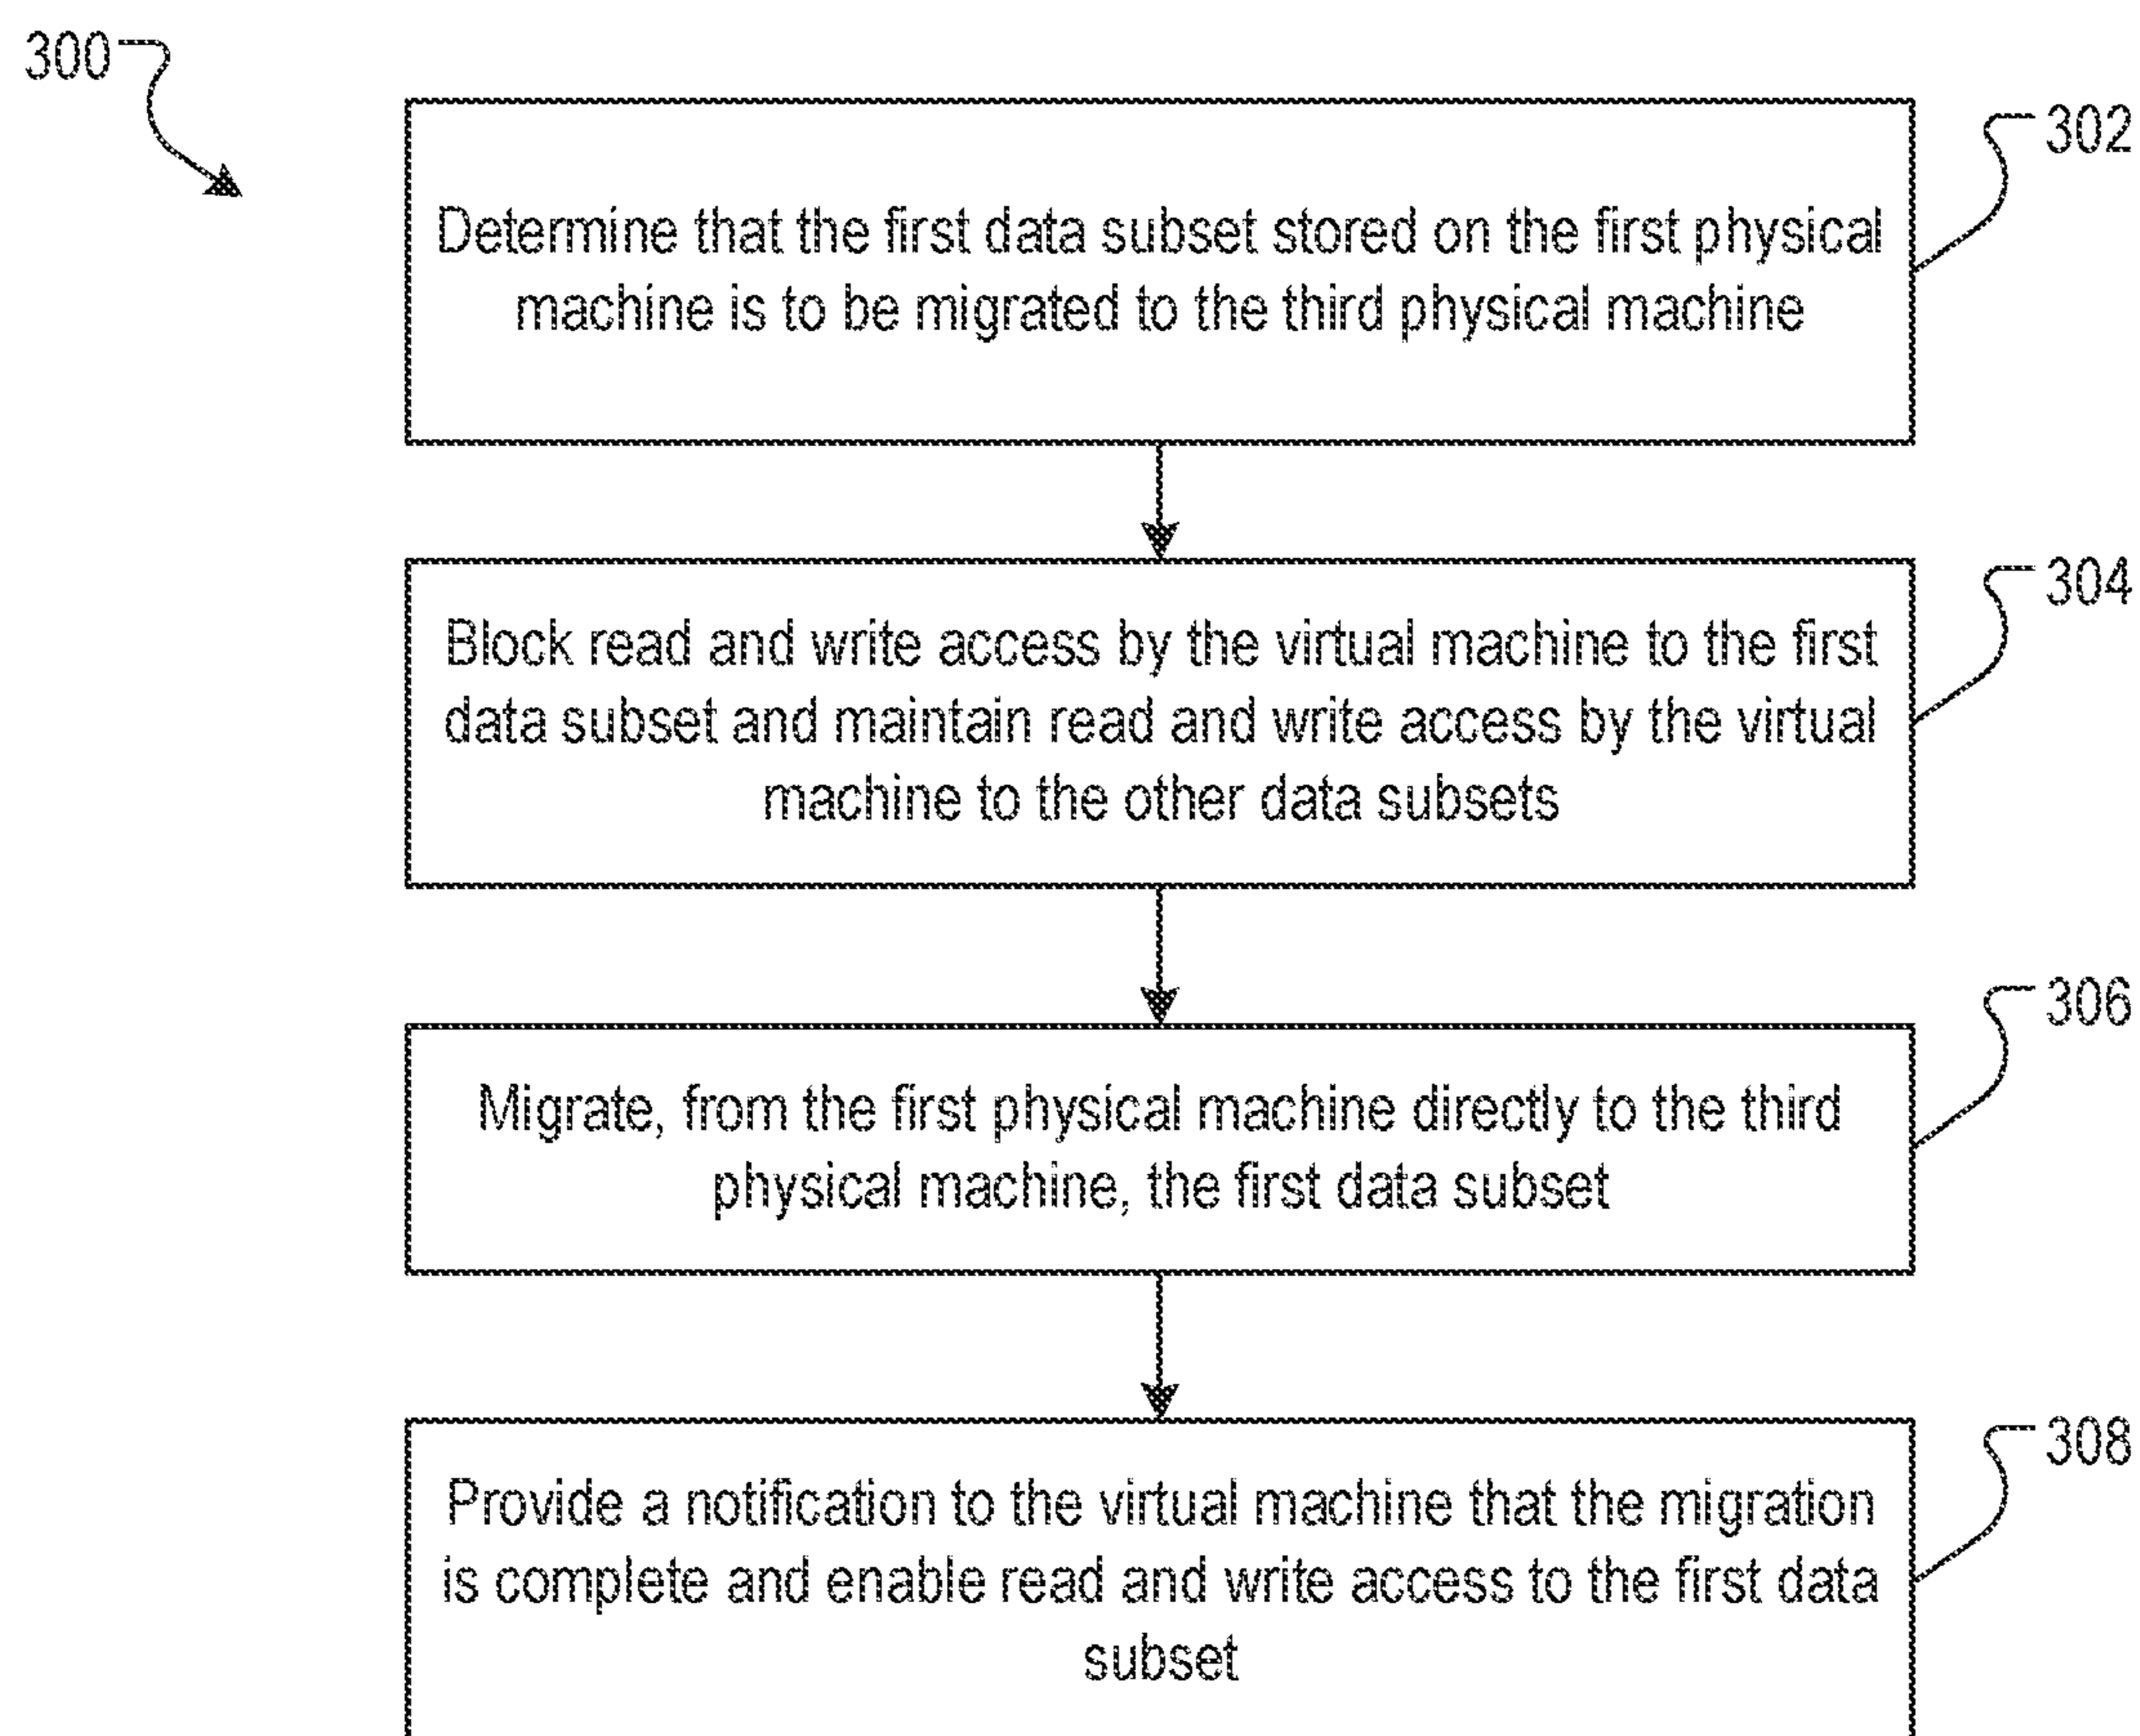 300
302
Determine that the first data subset stored on the first physical
machine is to be migrated to the third physical machine
304
Block read and write access by the virtual machine to the first
data subset and maintain read and write access by the virtual
machine to the other data subsets
306
Migrate, from the first physical machine directly to the third
physical machine, the first data subset
308
Provide a notification to the virtual machine that the migration
is complete and enable read and write access to the first data
subset